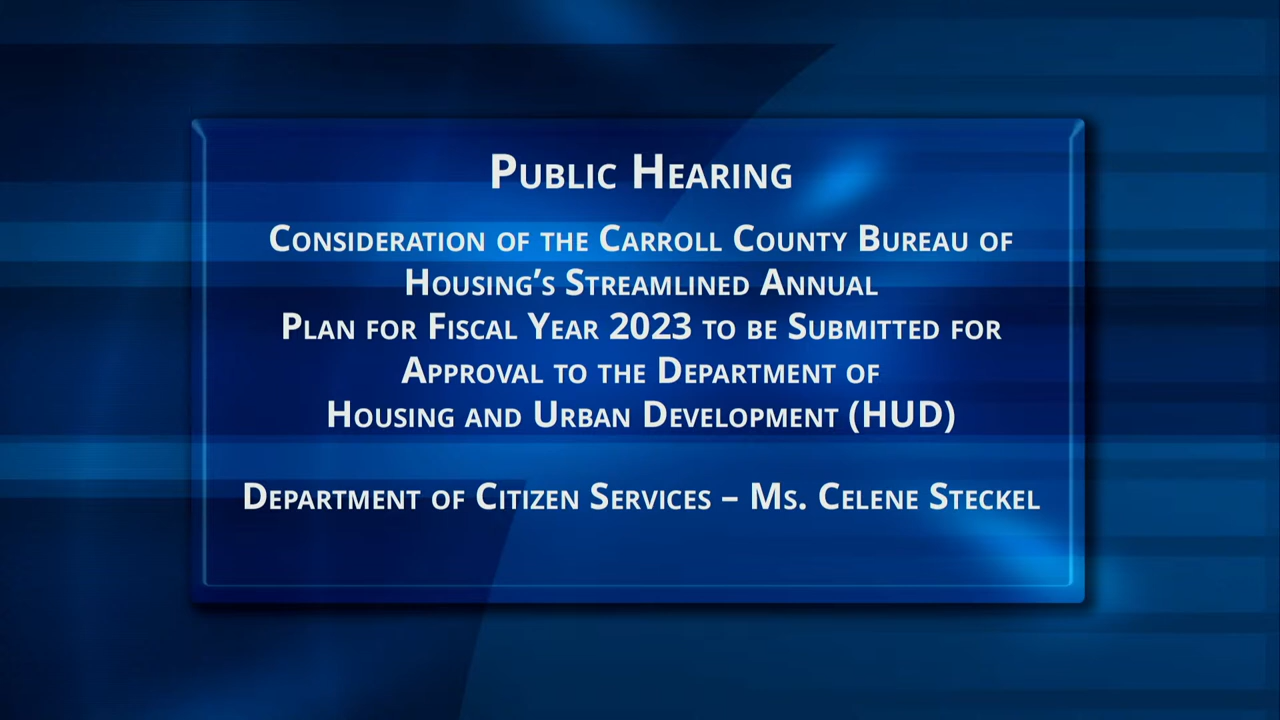 Public Hearing
Consideration of the Carroll County Bureau of
Housing’s Streamlined Annual
Plan for Fiscal Year 2023 to be Submitted for
Approval to the Department of
Housing and Urban Development (HUD)
Department of Citizen Services – Ms. Celene Steckel